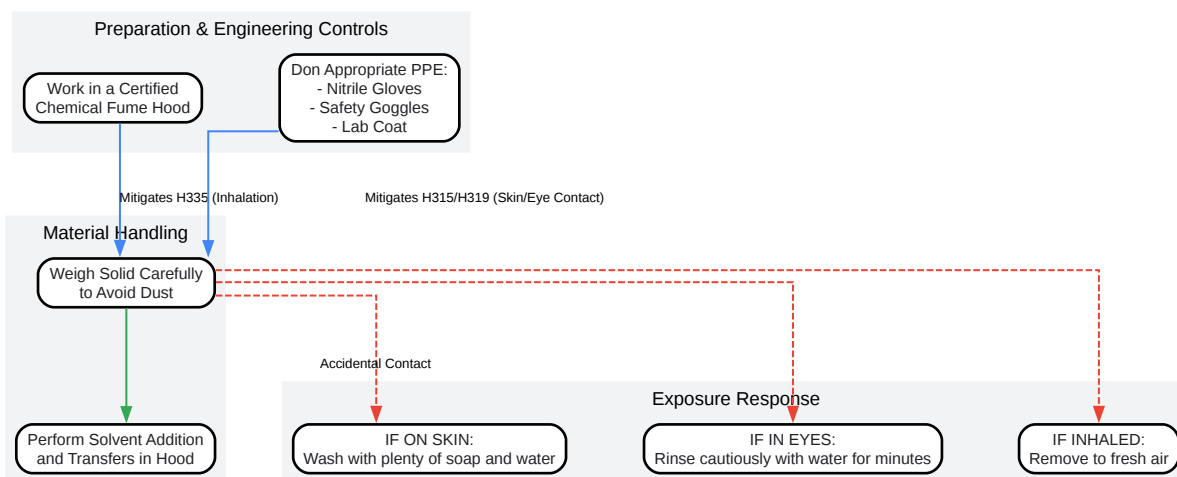 Preparation & Engineering Controls
Work in a Certified
Chemical Fume Hood
Don Appropriate PPE:
- Nitrile Gloves
- Safety Goggles
- Lab Coat
Mitigates H335 (Inhalation)
Mitigates H315/H319 (Skin/Eye Contact)
Material Handling
Weigh Solid Carefully
to Avoid Dust
Accidental Contact
Exposure Response
Perform Solvent Addition
and Transfers in Hood
IF ON SKIN:
Wash with plenty of soap and water
IF IN EYES:
Rinse cautiously with water for minutes
IF INHALED:
Remove to fresh air